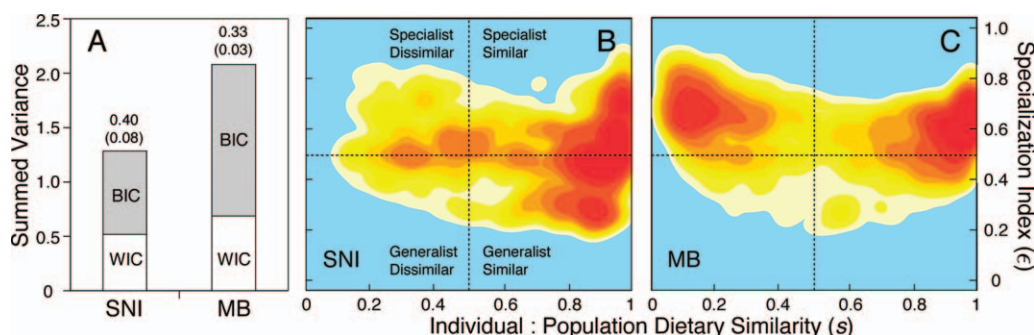 A
Summed Variance
2.5
2.0
1.5
1.0
0.5
0
0.40
(0.08)
BIC
WIC
SNI
0.33
(0.03)
BIC
WIC
MB
B
Specialist
Dissimilar
Specialist
Similar
Generalist
Dissimilar
Generalist
Similar
SNI
0.2
0.4
0.6
0.8
1
C
MB
0
0.2
0.4
0.6
0.8
1
1.0
0.8
0.6
0.4
0.2
0
Specialization Index (ϵ)
Individual : Population Dietary Similarity (s)